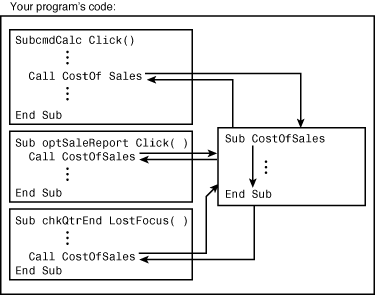 Your program's code:
SubcmdCalc Click()
Call CostOf Sales
End Sub
Sub optSaleReport Click( )
Call CostOfSales
End Sub
Sub chkQtrEnd LostFocus( )
Call CostOfSales
End Sub
Sub CostOfSales
End Sub